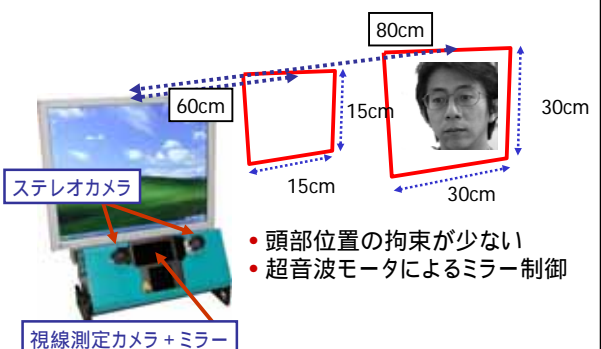 80cm
60cm
15cm
30cm
15cm
30cm
ステレオカメラ
• 頭部位置の拘束が少ない
• 超音波モータによるミラー制御
視線測定カメラ + ミラー